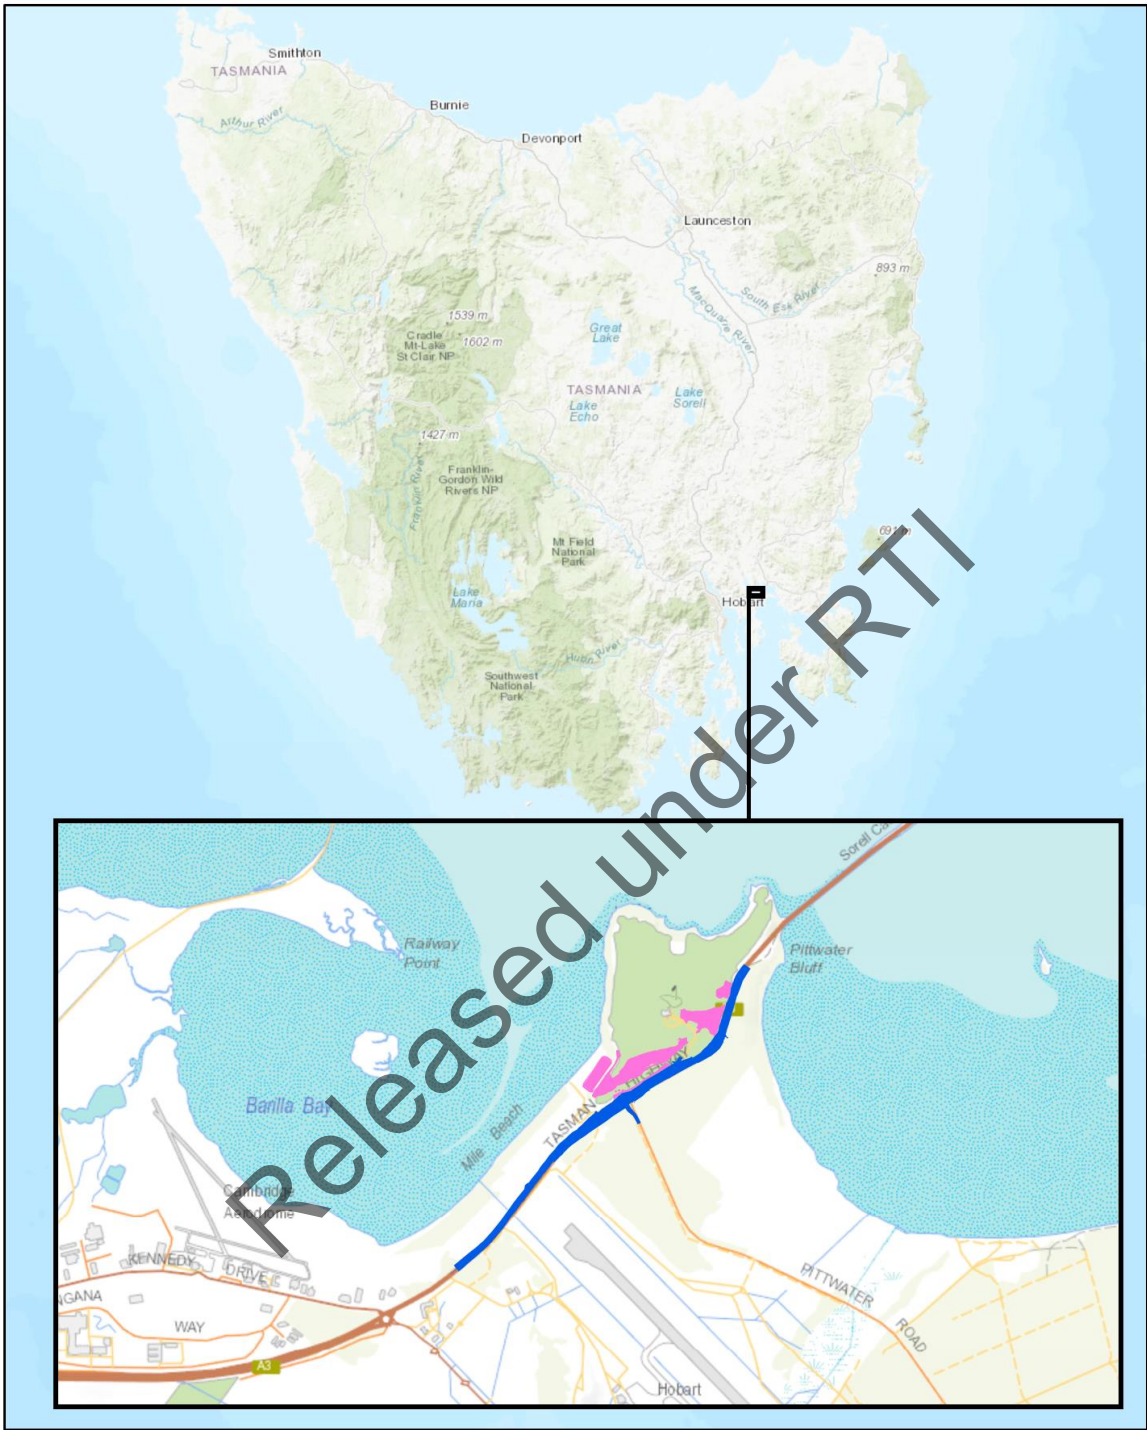 Smithton
TASMANIA
Burnie
Arthur River
Devonport
Launceston
893 m
South Esk River
MacQuarie River
1539 m
Great
Lake
Cradle
Mt-Lake
St Clair NP
1602 m
TASMANIA
Lake
Sorell
Lake
Echo
1427 m
Franklin-
Gordon Wild
Rivers NP
Franklin River
691 m
Mt Field
National
Park
Lake
Maria
Hobart
Huon River
Southwest
National
Park
Released under RTI
Sorell Ca
Railway
Point
Pittwater
Bluff
HIGHWAY
Barilla Bay
TASMAN
Mile Beach
Cambridge
Aerodrome
KENNEDY DRIVE
NGANA
WAY
PITTWATER
ROAD
A3
Hobart